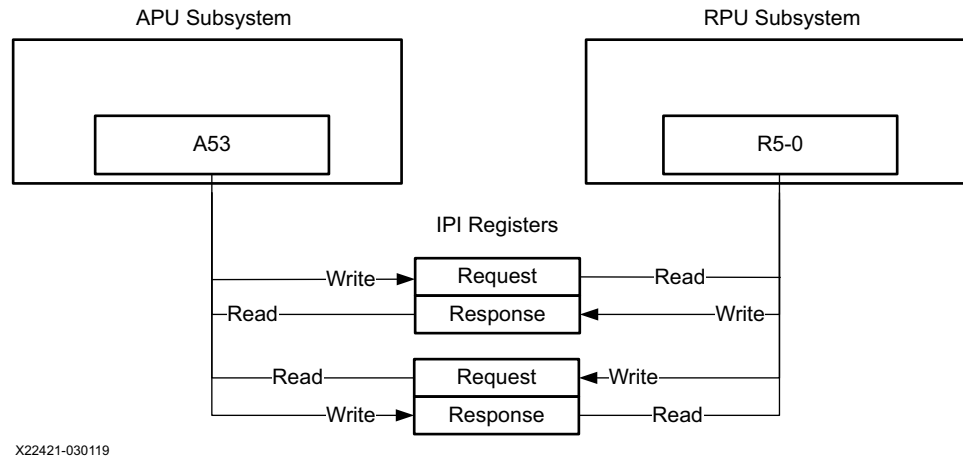 APU Subsystem
RPU Subsystem
A53
R5-0
IPI Registers
Write Request Read
Read Response Write
Read Request Write
Write Response Read
X22421-030119